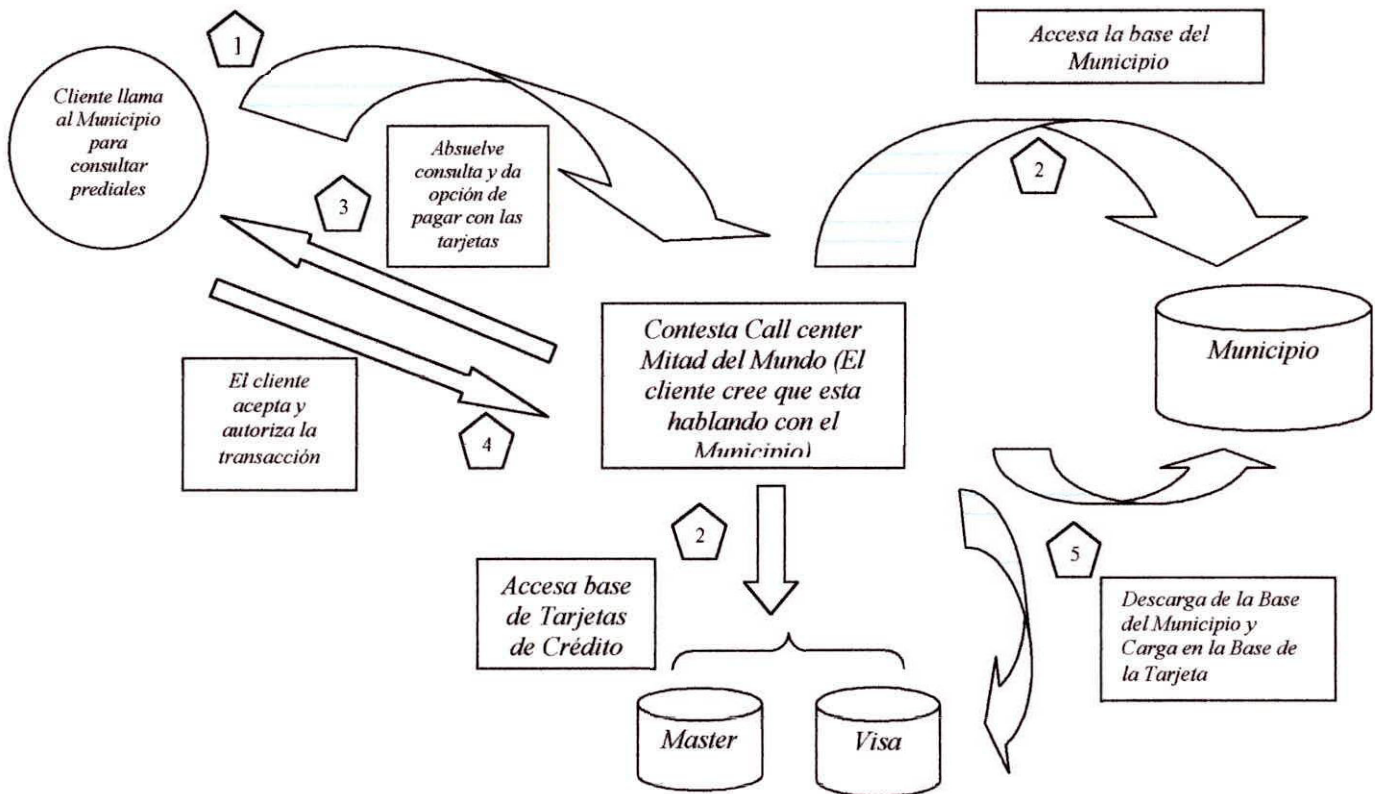 1
Accesa la base del
Municipio
Cliente llama
al Municipio
para
consultar
prediales
Absuelve
consulta y da
opción de
pagar con las
tarjetas
2
3
Contesta Call center
Mitad del Mundo (El
cliente cree que esta
hablando con el
Municipio)
Municipio
El cliente
acepta y
autoriza la
transacción
4
2
5
Accesa base
de Tarjetas
de Crédito
Descarga de la Base
del Municipio y
Carga en la Base de
la Tarjeta
Master
Visa